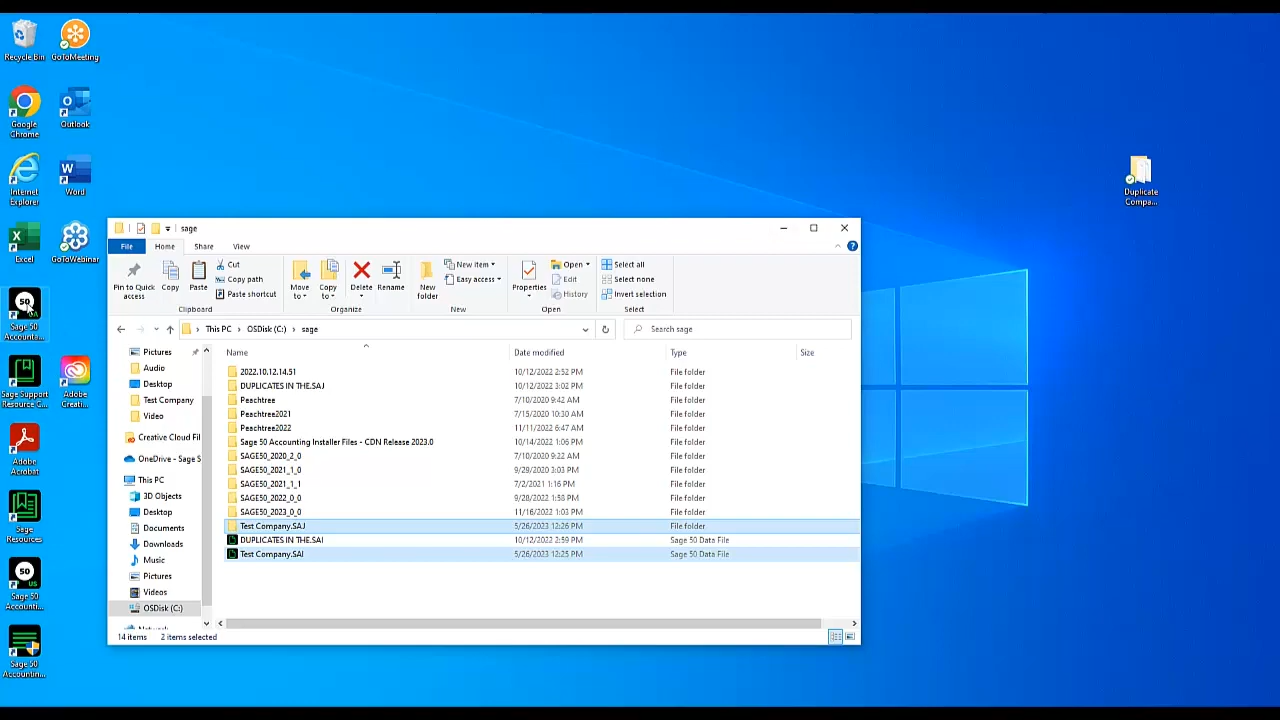 Recycle Bin
GoToMeeting
Google
Chrome
Outlook
Internet
Explorer
Word
Excel
GoToWebinar
50
CA
Sage 50
Accounta...
Sage Support
Resource C...
Adobe
Creati...
Adobe
Acrobat
Sage
Resources
50
US
Sage 50
Accounti...
Sage 50
Accountin...
Duplicate
Compa...
sage
File
Home
Share
View
Pin to Quick
access
Copy
Paste
Cut
Copy path
Paste shortcut
Clipboard
Move
to
Copy
to
Delete
Rename
Organize
New
folder
New item
Easy access
New
Properties
Open
Edit
History
Open
Select all
Select none
Invert selection
Select
This PC
OSDisk (C:)
sage
Search sage
Pictures
Audio
Desktop
Test Company
Video
Creative Cloud Fil
OneDrive - Sage S
This PC
3D Objects
Desktop
Documents
Downloads
Music
Pictures
Videos
OSDisk (C:)
Name Date modified Type Size
2022.10.12.14.51 10/12/2022 2:52 PM File folder
DUPLICATES IN THE.SAJ 10/12/2022 3:02 PM File folder
Peachtree 7/10/2020 9:42 AM File folder
Peachtree2021 7/15/2020 10:30 AM File folder
Peachtree2022 11/11/2022 6:47 AM File folder
Sage 50 Accounting Installer Files - CDN Release 2023.0 10/14/2022 1:06 PM File folder
SAGE50_2020_2_0 7/10/2020 9:22 AM File folder
SAGE50_2021_1_0 9/29/2020 3:03 PM File folder
SAGE50_2021_1_1 7/2/2021 1:16 PM File folder
SAGE50_2022_0_0 9/28/2022 1:58 PM File folder
SAGE50_2023_0_0 11/16/2022 1:03 PM File folder
Test Company.SAJ 5/26/2023 12:26 PM File folder
DUPLICATES IN THE.SAI 10/12/2022 2:59 PM Sage 50 Data File
Test Company.SAI 5/26/2023 12:25 PM Sage 50 Data File
14 items 2 items selected